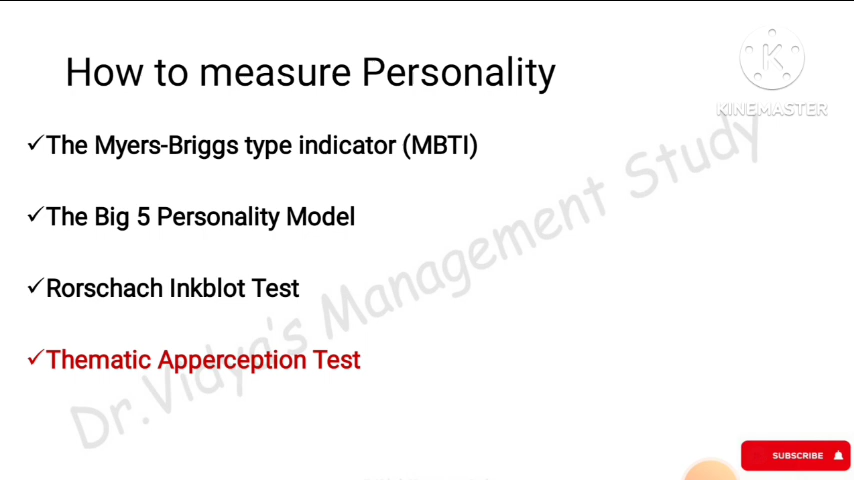 How to measure Personality
KINEMASTER
✓The Myers-Briggs type indicator (MBTI)
✓The Big 5 Personality Model
✓Rorschach Inkblot Test
✓Thematic Apperception Test
Dr.Vidya's Management Study
SUBSCRIBE